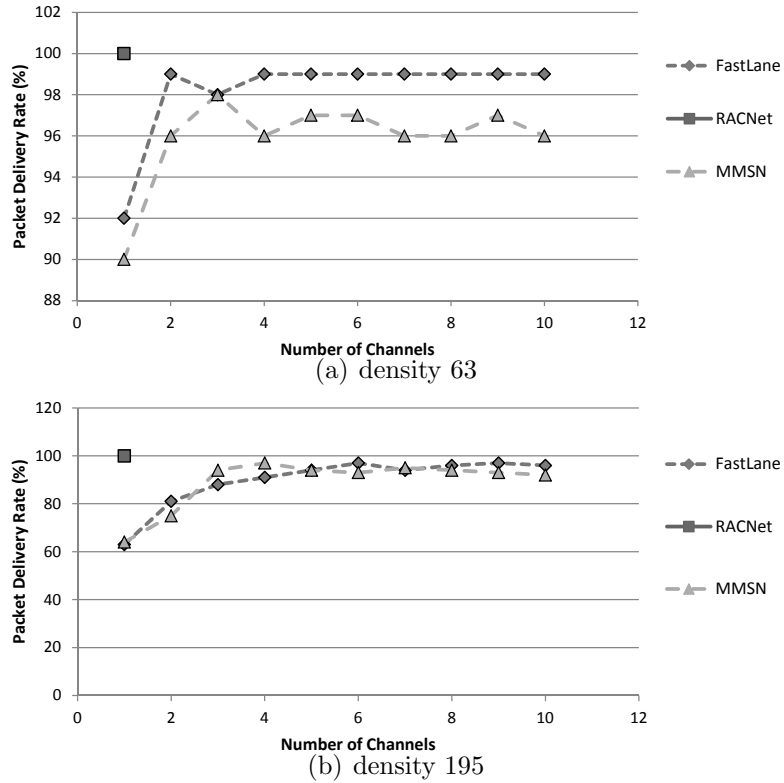 102
100
98
96
94
92
90
88
0 2 4 6 8 10 12
Packet Delivery Rate (%)
Number of Channels
FastLane
RACNet
MMSN
(a) density 63
120
100
80
60
40
20
0
0 2 4 6 8 10 12
Packet Delivery Rate (%)
Number of Channels
FastLane
RACNet
MMSN
(b) density 195